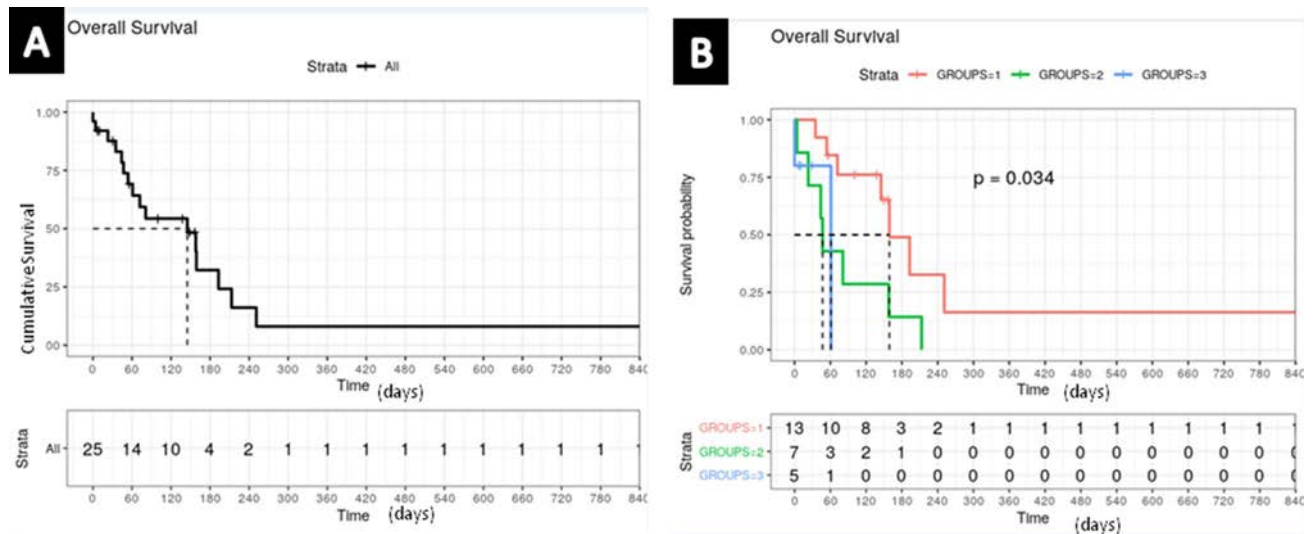 A
Overall Survival
Strata All
CumulativeSurvival
1.00
75
50
25
00
0 60 120 180 240 300 360 420 480 540 600 660 720 780 840
Time (days)
Strata
All 25 14 10 4 2 1 1 1 1 1 1 1 1 1
0 60 120 180 240 300 360 420 480 540 600 660 720 780 840
Time (days)
B
Overall Survival
Strata GROUPS=1 GROUPS=2 GROUPS=3
Survival probability
1.00
0.75
0.50
0.25
0.00
p = 0.034
0 60 120 180 240 300 360 420 480 540 600 660 720 780 840
Time (days)
Strata
GROUPS=1 13 10 8 3 2 1 1 1 1 1 1 1 1 1
GROUPS=2 7 3 2 1 0 0 0 0 0 0 0 0 0 0 0
GROUPS=3 5 1 0 0 0 0 0 0 0 0 0 0 0 0 0
0 60 120 180 240 300 360 420 480 540 600 660 720 780 840
Time (days)